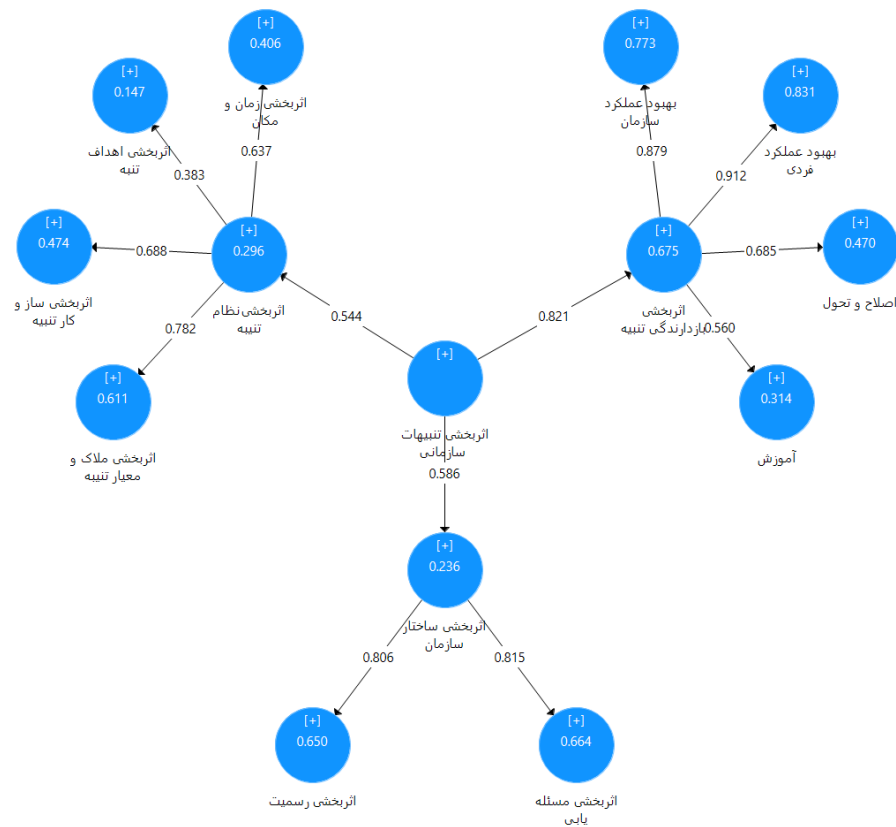 [+]
0.406
اثربخشی زمان و
مکان
[+]
0.147
اثربخشی اهداف
تنبه
[+]
0.773
بهبود عملکرد
سازمان
[+]
0.831
بهبود عملکرد
فردی
0.637
0.383
0.879
0.912
[+]
0.474
اثربخشی ساز و
کار تنبیه
0.688
[+]
0.296
اثربخشی نظام
تنیبه
[+]
0.675
اثربخشی
بازدارندگی تنبیه
0.685
[+]
0.470
اصلاح و تحول
0.782
0.544
0.821
0.560
[+]
0.611
اثربخشی ملاک و
معیار تنیبه
[+]
اثربخشی تنبیهات
سازمانی
[+]
0.314
آموزش
0.586
[+]
0.236
اثربخشی ساختار
سازمان
0.806
0.815
[+]
0.650
اثربخشی رسمیت
[+]
0.664
اثربخشی مسئله
یابی